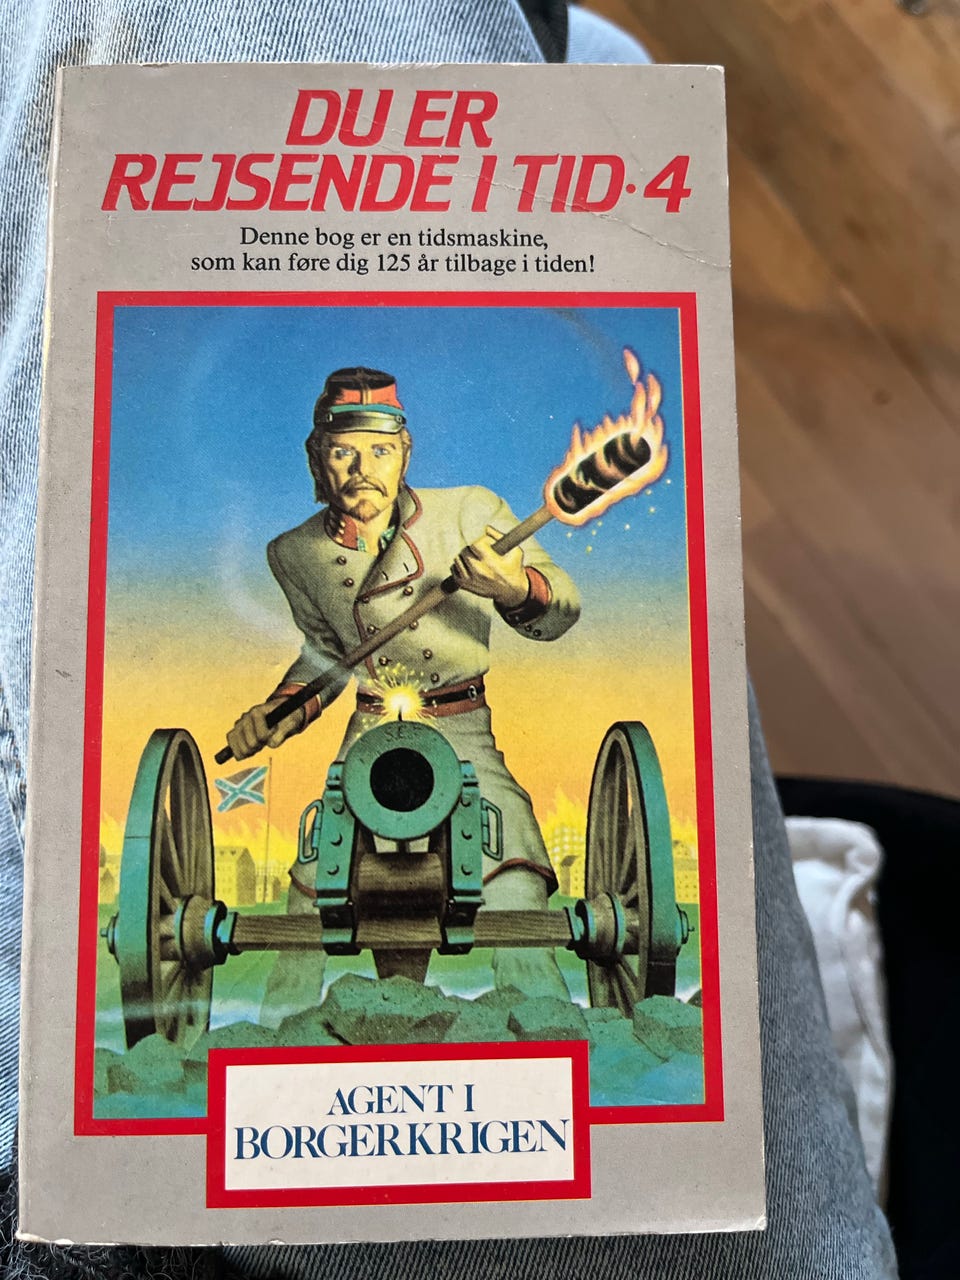 DU ER
REJSENDE I TID·4
Denne bog er en tidsmaskine,
som kan føre dig 125 år tilbage i tiden!
AGENT I
BORGERKRIGEN